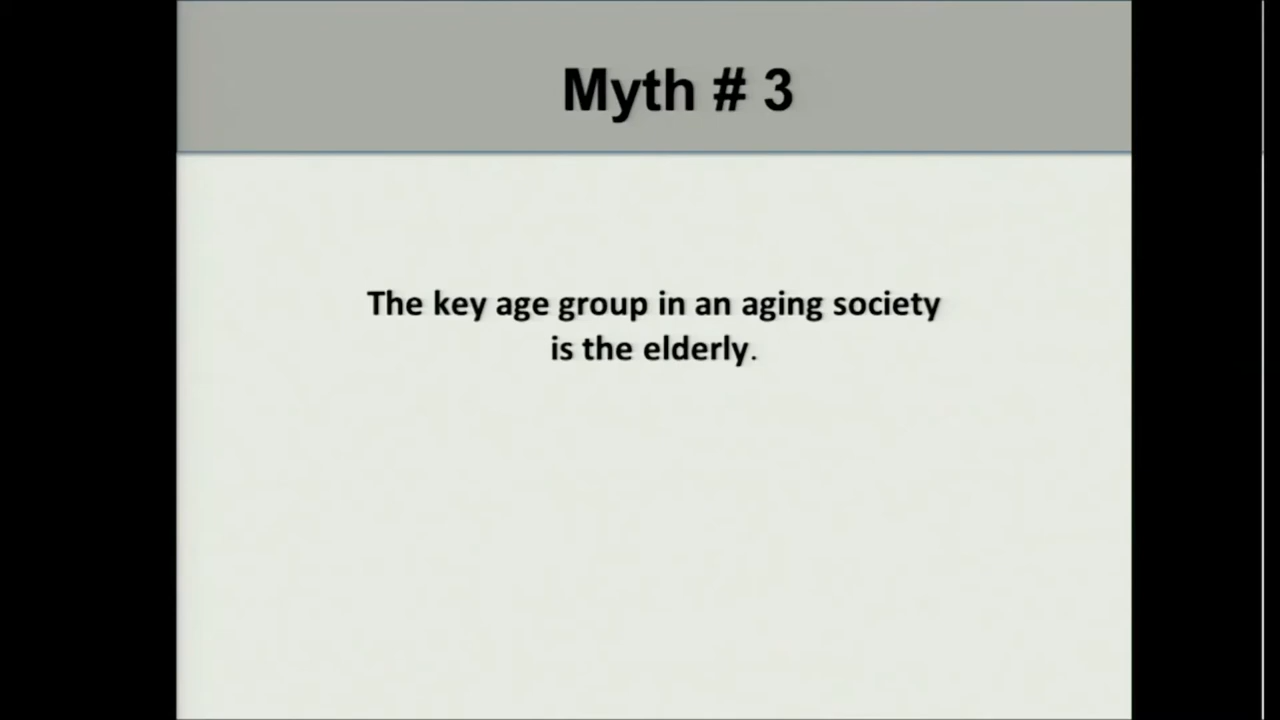 Myth # 3
The key age group in an aging society
is the elderly.